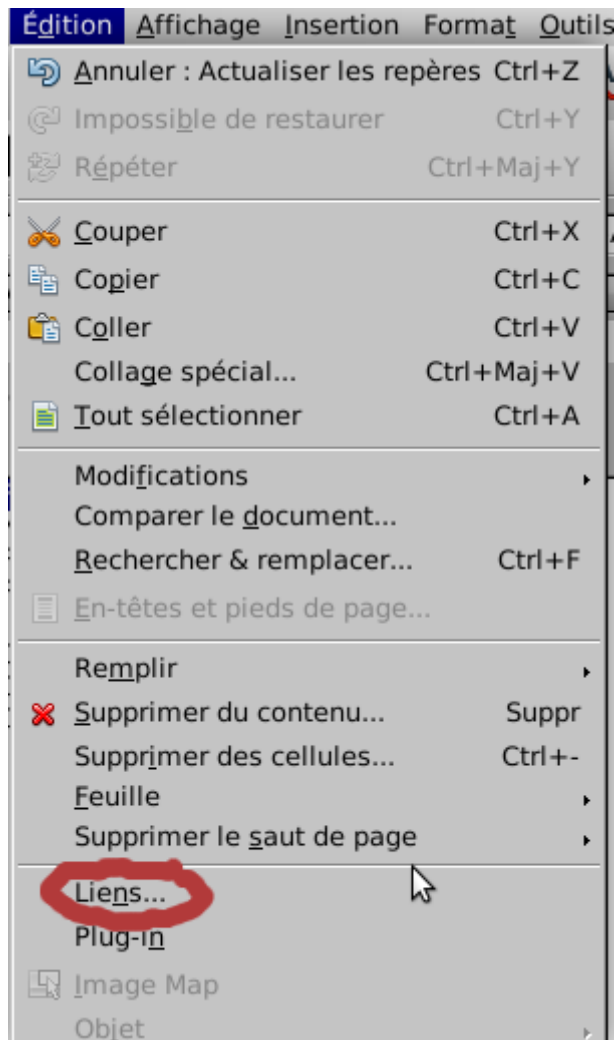 Édition Affichage Insertion Format Outils
Annuler : Actualiser les repères Ctrl+Z
Impossible de restaurer Ctrl+Y
Répéter Ctrl+Maj+Y
Couper Ctrl+X
Copier Ctrl+C
Coller Ctrl+V
Collage spécial... Ctrl+Maj+V
Tout sélectionner Ctrl+A
Modifications
Comparer le document...
Rechercher & remplacer... Ctrl+F
En-têtes et pieds de page...
Remplir
Supprimer du contenu... Suppr
Supprimer des cellules... Ctrl+-
Feuille
Supprimer le saut de page
Liens...
Plug-in
Image Map
Objet